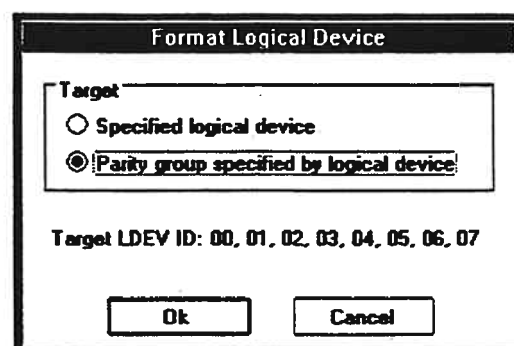 Format Logical Device
Target
Specified logical device
Parity group specified by logical device
Target LDEV ID: 00, 01, 02, 03, 04, 05, 06, 07
Ok Cancel